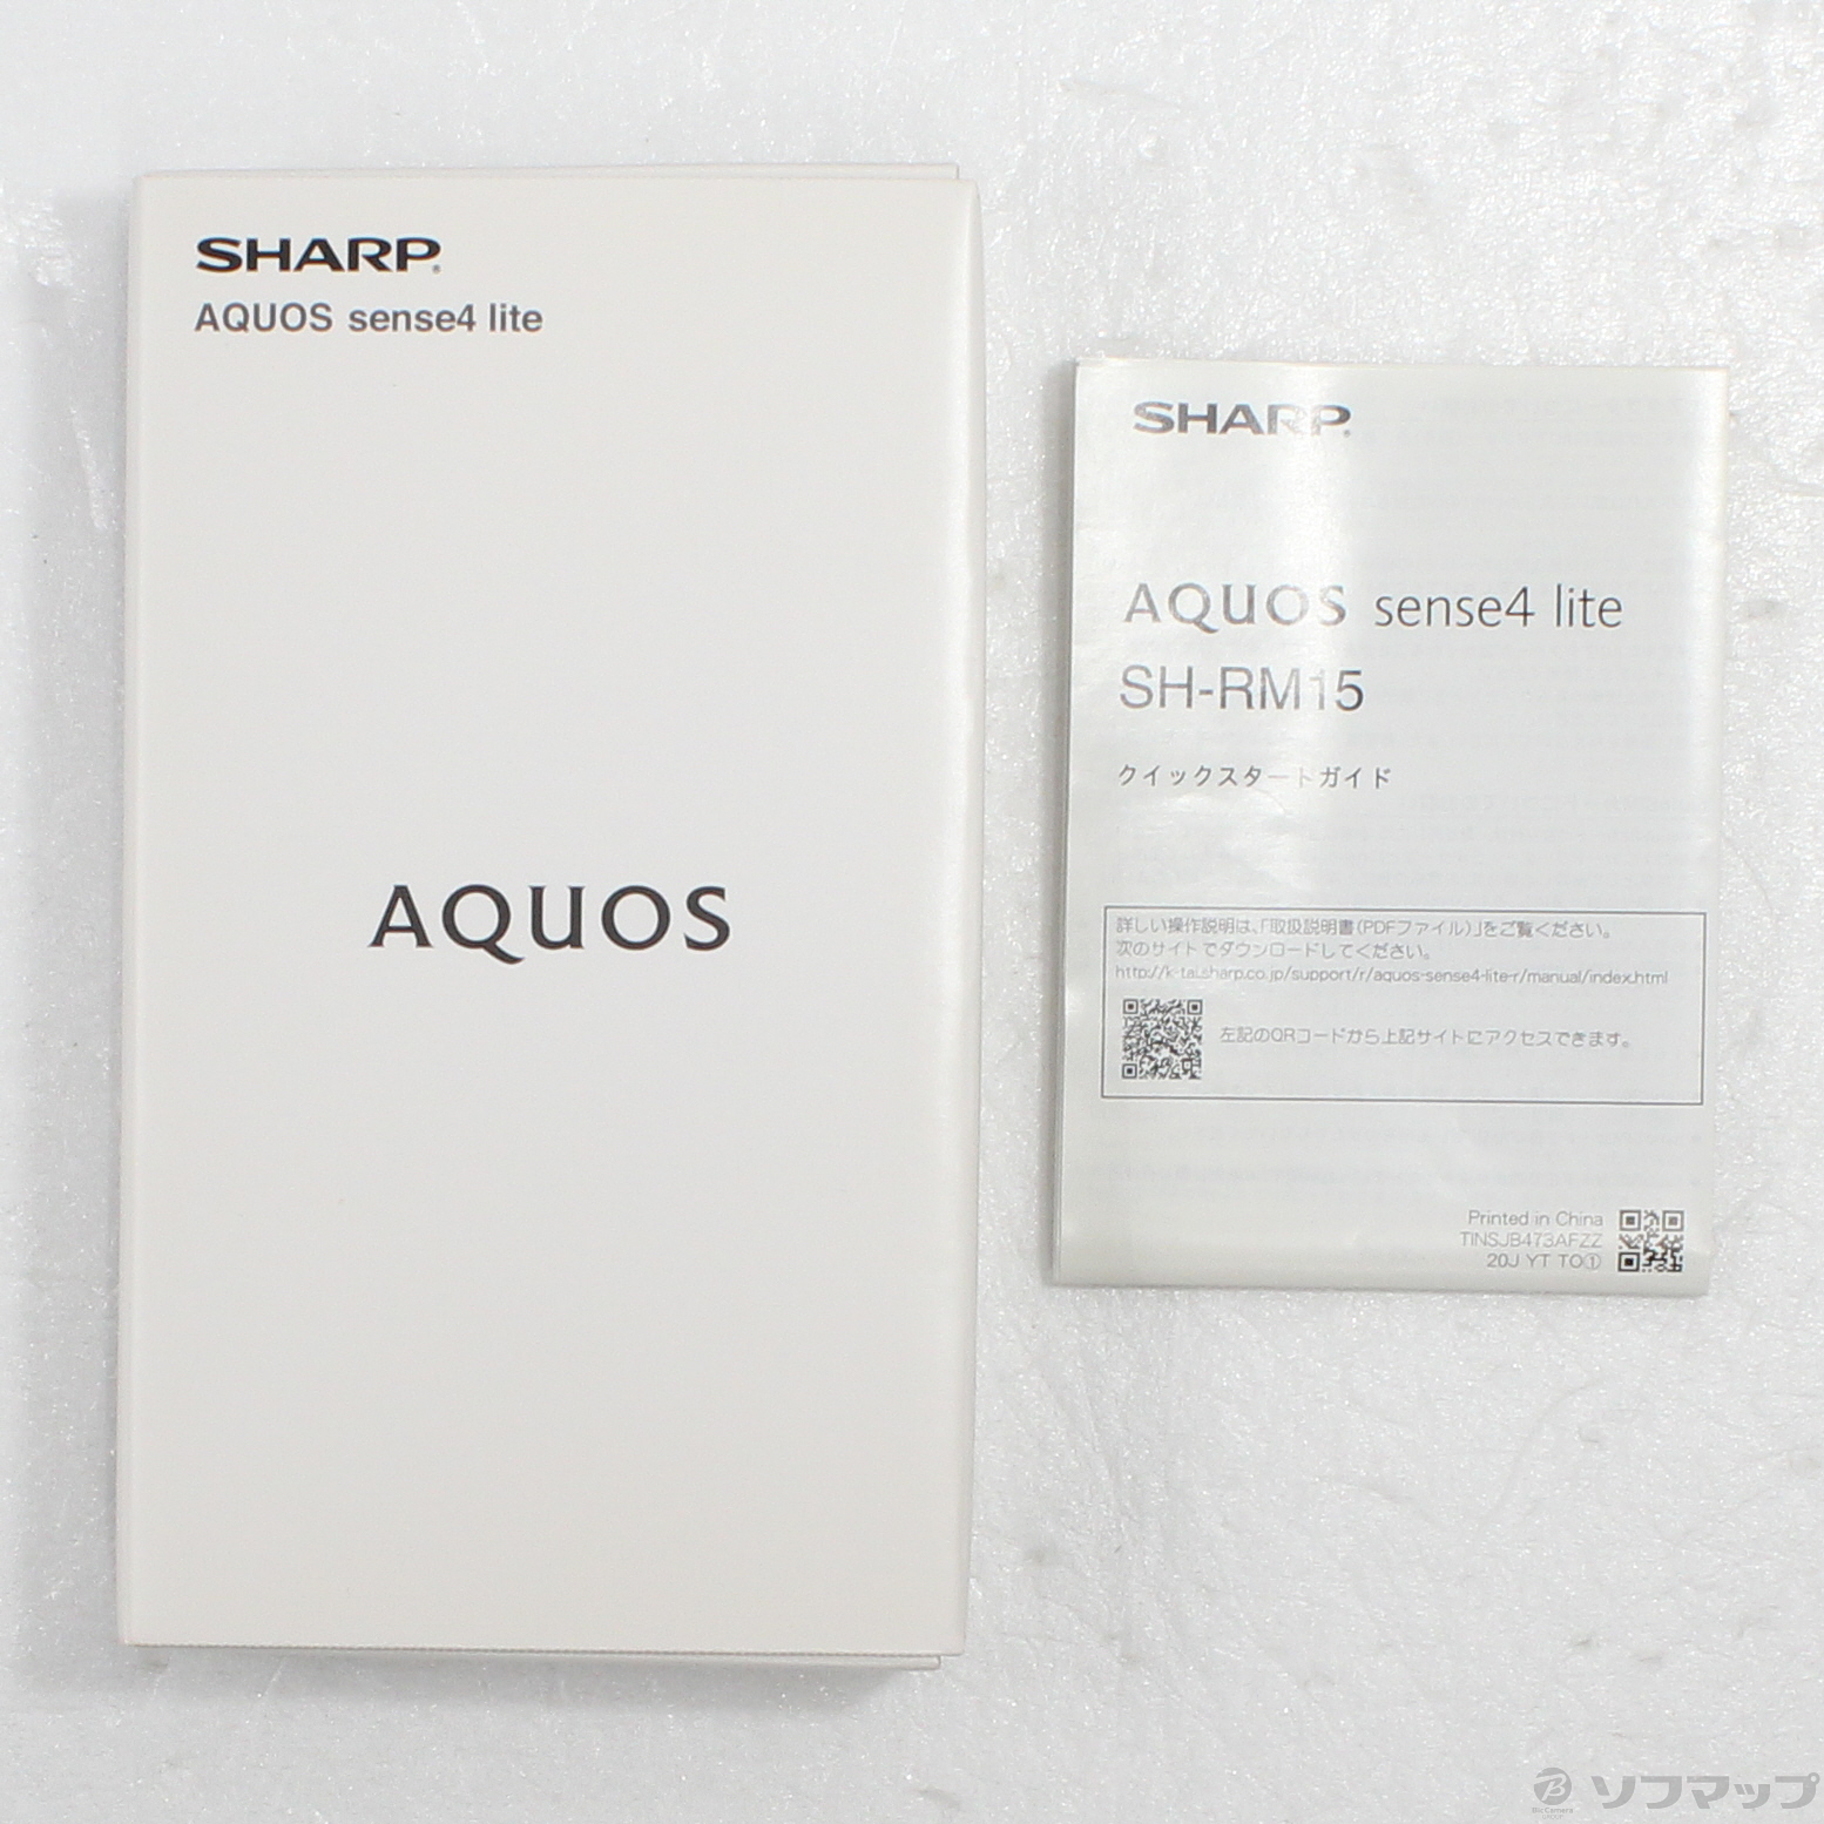 SHARP®
AQUOS sense4 lite
AQUOS
SHARP®
AQUOS sense4 lite
SH-RM15
クイックスタートガイド
詳しい操作説明は、「取扱説明書(PDFファイル)」をご覧ください。
次のサイトでダウンロードしてください。
http://k-tai.sharp.co.jp/support/r/aquos-sense4-lite-r/manual/index.html
左記のQRコードから上記サイトにアクセスできます。
Printed in China
TINSJB473AFZZ
20J YT TO①
BicCamera GROUP
ソフマップ